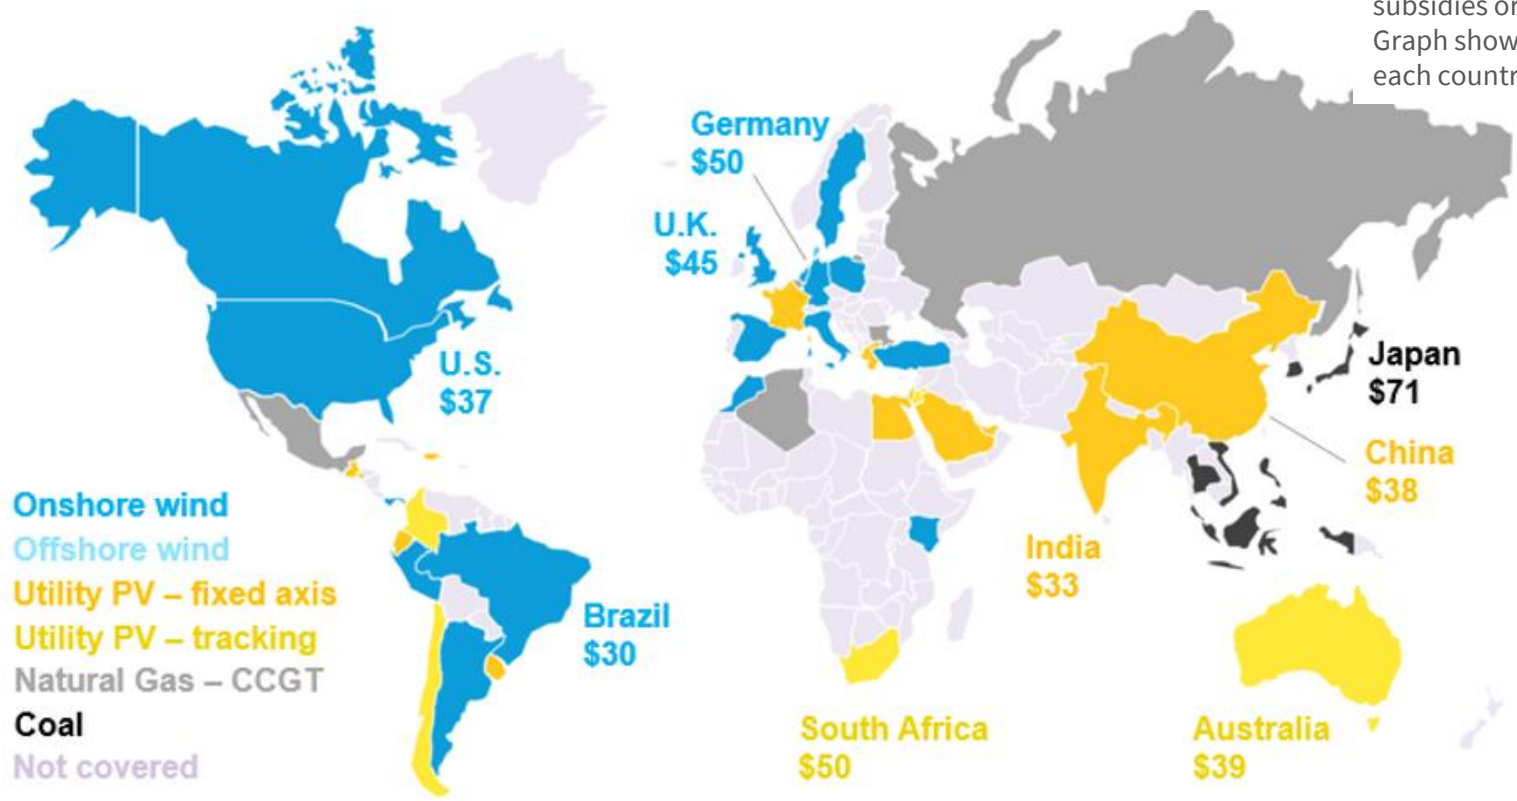 subsidies or
Graph show
each countr
Germany
$50
U.K.
$45
U.S.
$37
Japan
$71
China
$38
India
$33
Brazil
$30
South Africa
$50
Australia
$39
Onshore wind
Offshore wind
Utility PV – fixed axis
Utility PV – tracking
Natural Gas – CCGT
Coal
Not covered